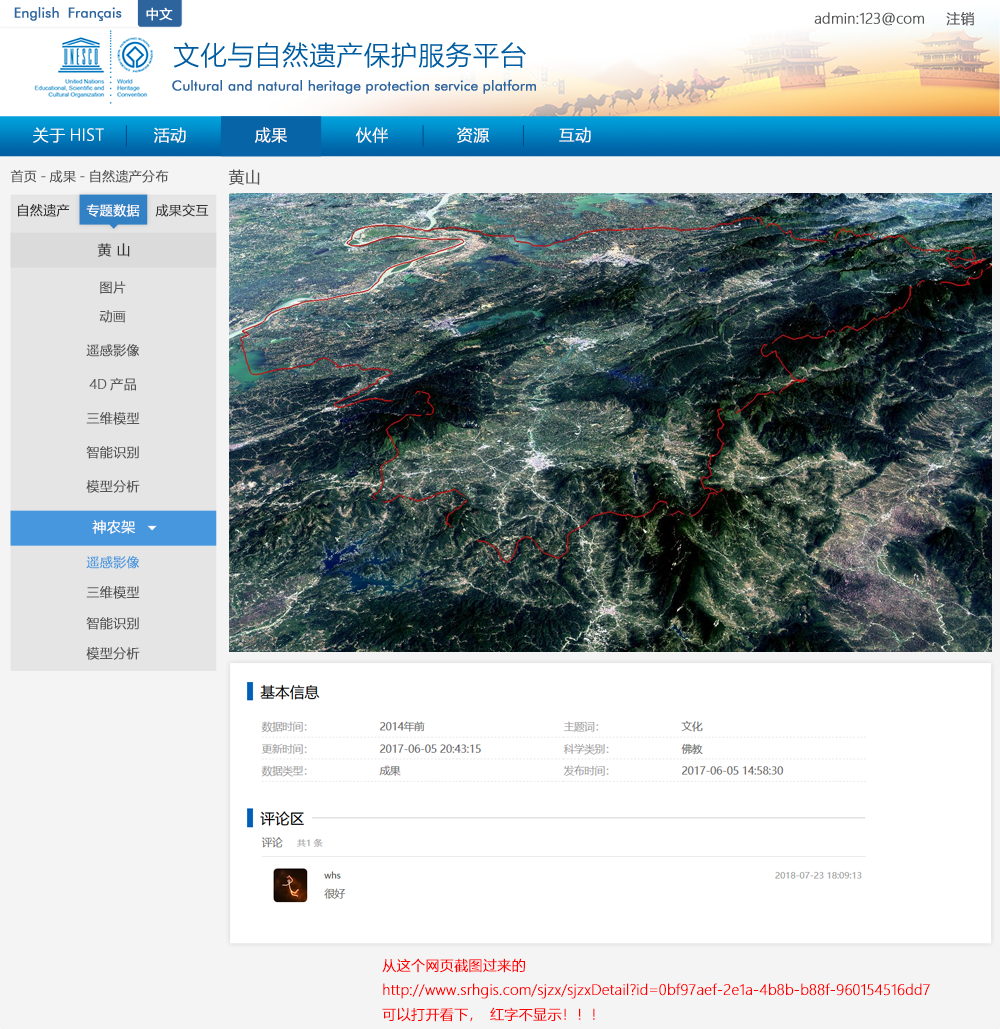 English Français 中文
admin:123@com 注销
UNESCO
United Nations
Educational, Scientific and
Cultural Organization
World
Heritage
Convention
文化与自然遗产保护服务平台
Cultural and natural heritage protection service platform
关于 HIST 活动 成果 伙伴 资源 互动
首页 - 成果 - 自然遗产分布
自然遗产 专题数据 成果交互
黄 山
图片
动画
遥感影像
4D 产品
三维模型
智能识别
模型分析
神农架
遥感影像
三维模型
智能识别
模型分析
黄山
基本信息
数据时间: 2014年前 主题词: 文化
更新时间: 2017-06-05 20:43:15 科学类别: 佛教
数据类型: 成果 发布时间: 2017-06-05 14:58:30
评论区
评论 共1 条
whs 2018-07-23 18:09:13
很好
从这个网页截图过来的
http://www.srhgis.com/sjzx/sjzxDetail?id=0bf97aef-2e1a-4b8b-b88f-960154516dd7
可以打开看下， 红字不显示！！！